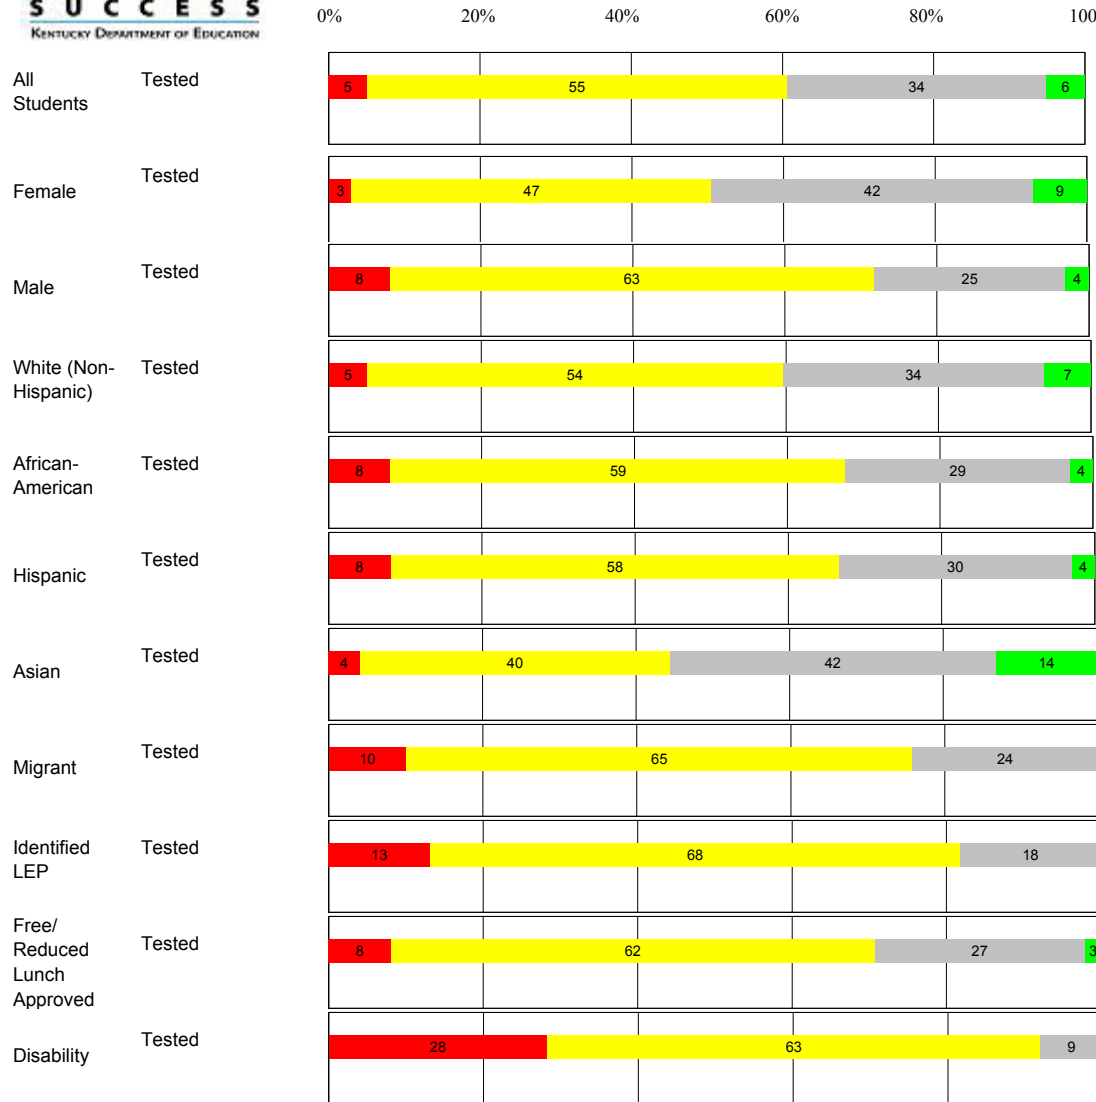 SUCCESS
KENTUCKY DEPARTMENT OF EDUCATION
0% 20% 40% 60% 80% 100
All Students Tested 5 55 34 6
Female Tested 3 47 42 9
Male Tested 8 63 25 4
White (Non-Hispanic) Tested 5 54 34 7
African-American Tested 8 59 29 4
Hispanic Tested 8 58 30 4
Asian Tested 4 40 42 14
Migrant Tested 10 65 24
Identified LEP Tested 13 68 18
Free/ Reduced Lunch Approved Tested 8 62 27 3
Disability Tested 28 63 9